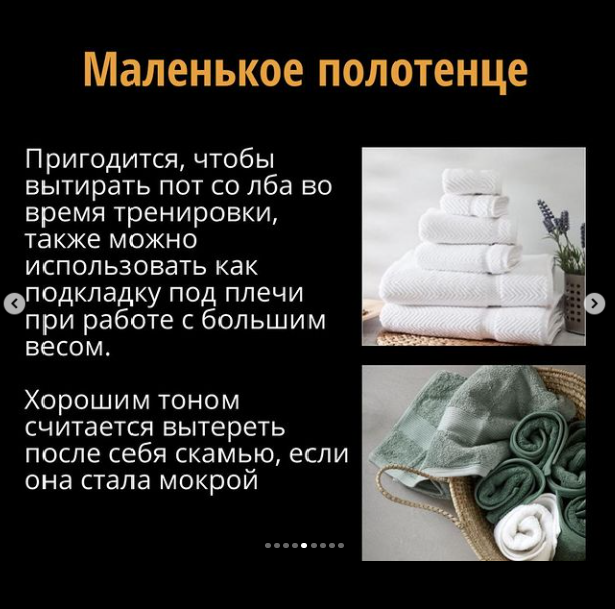 Маленькое полотенце
Пригодится, чтобы
вытирать пот со лба во
время тренировки,
также можно
использовать как
подкладку под плечи
при работе с большим
весом.
Хорошим тоном
считается вытереть
после себя скамью, если
она стала мокрой